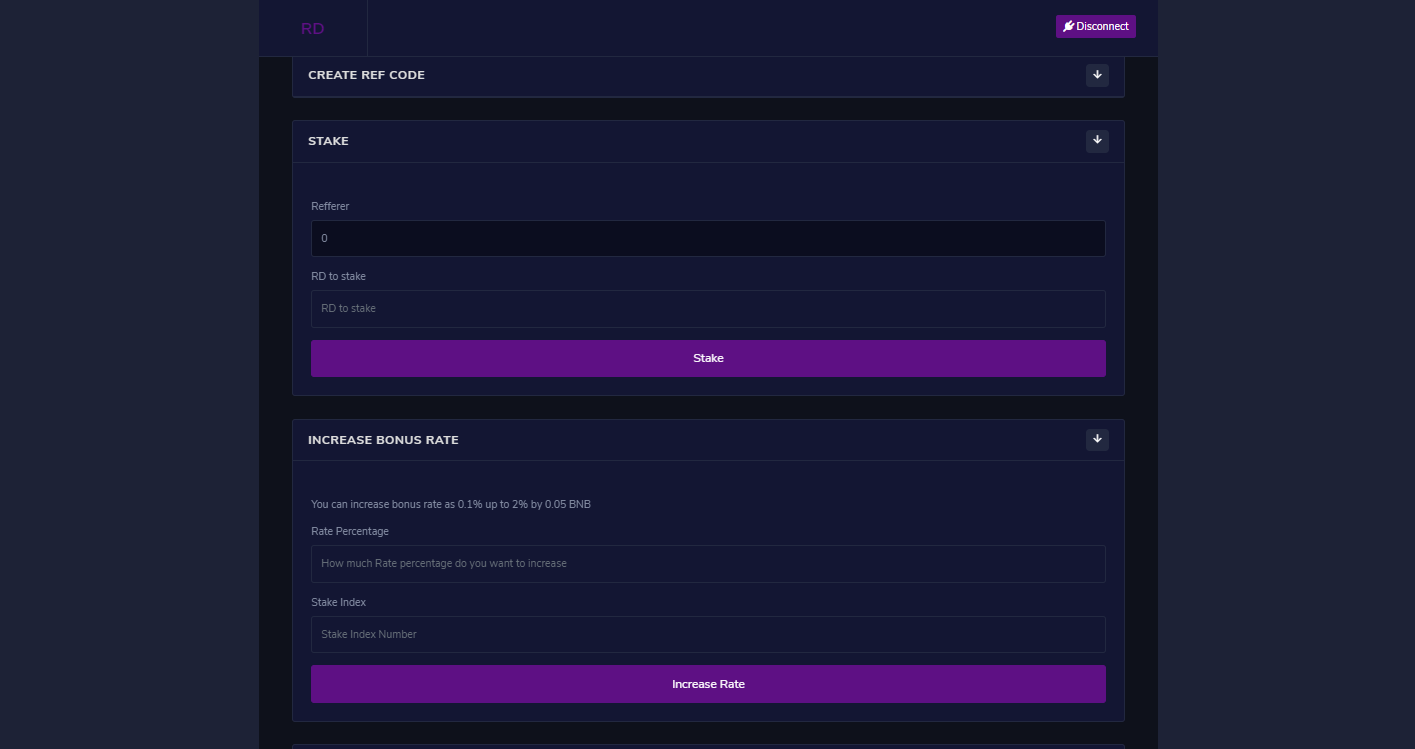 RD
Disconnect
CREATE REF CODE
STAKE
Refferer
0
RD to stake
RD to stake
Stake
INCREASE BONUS RATE
You can increase bonus rate as 0.1% up to 2% by 0.05 BNB
Rate Percentage
How much Rate percentage do you want to increase
Stake Index
Stake Index Number
Increase Rate